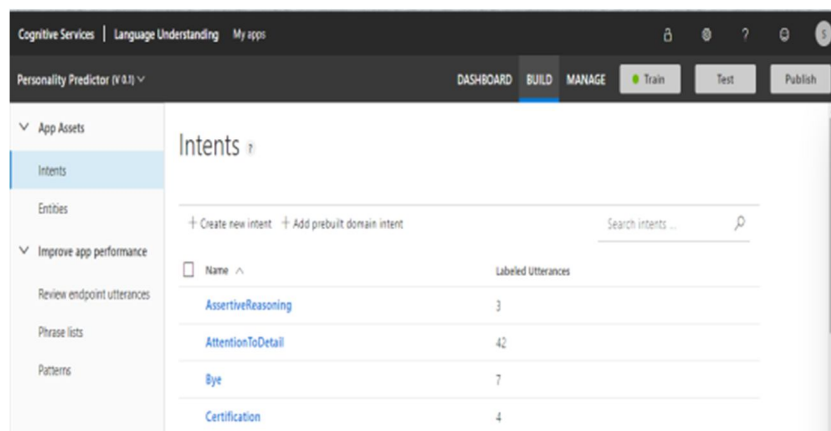 Cognitive Services | Language Understanding My apps
S
Personality Predictor (V 0.1)
DASHBOARD BUILD MANAGE Train Test Publish
App Assets
Intents
Entities
Improve app performance
Review endpoint utterances
Phrase lists
Patterns
Intents ?
+ Create new intent + Add prebuilt domain intent
Search intents ...
Name Labeled Utterances
AssertiveReasoning 3
AttentionToDetail 42
Bye 7
Certification 4